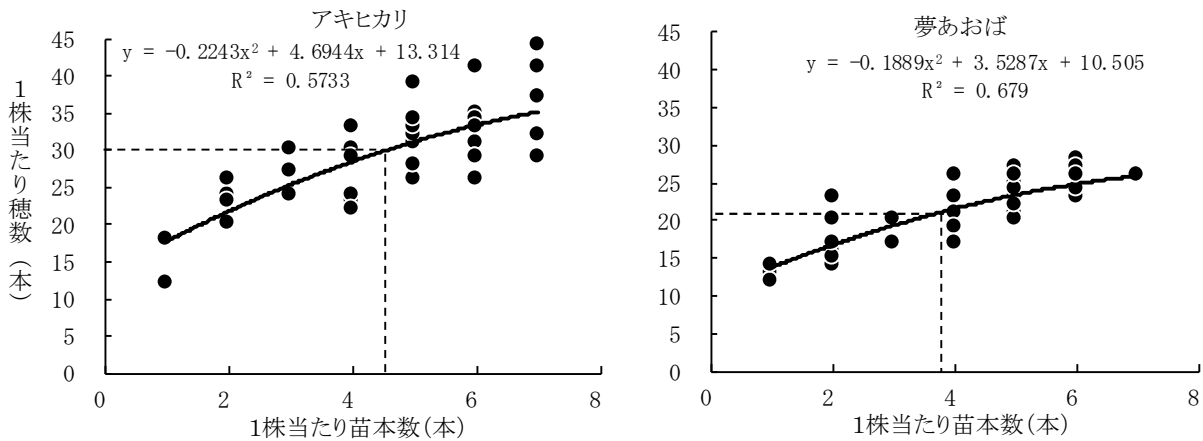 アキヒカリ
y = -0.2243x² + 4.6944x + 13.314
R² = 0.5733
1株当たり穂数(本)
45
40
35
30
25
20
15
10
5
0
0 2 4 6 8
1株当たり苗本数(本)
夢あおば
y = -0.1889x² + 3.5287x + 10.505
R² = 0.679
45
40
35
30
25
20
15
10
5
0
0 2 4 6 8
1株当たり苗本数(本)